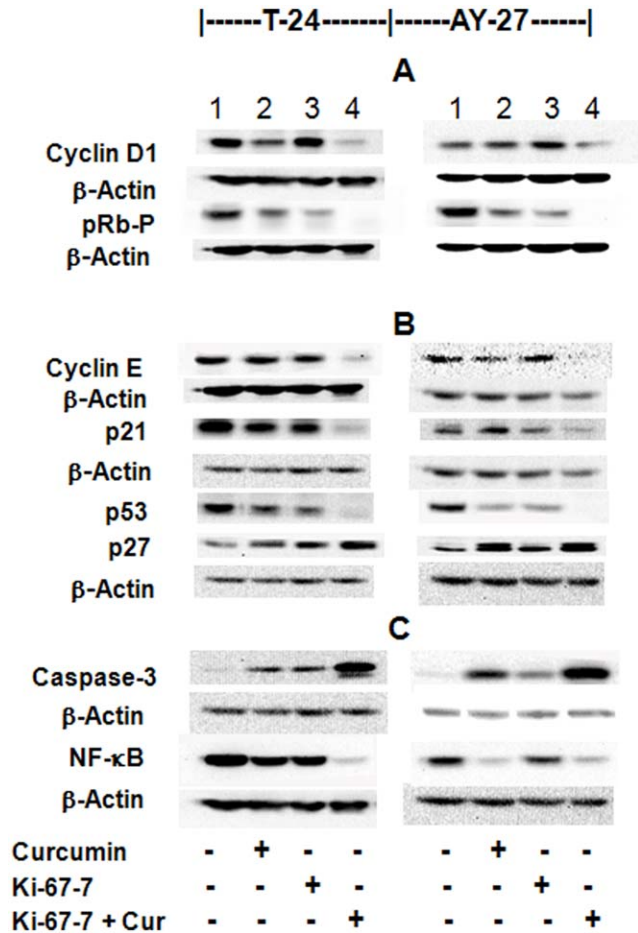 |------T-24-------|------AY-27------|
A
1 2 3 4 1 2 3 4
Cyclin D1
β-Actin
pRb-P
β-Actin
B
Cyclin E
β-Actin
p21
β-Actin
p53
p27
β-Actin
C
Caspase-3
β-Actin
NF-κB
β-Actin
Curcumin - + - - - + - -
Ki-67-7 - - + - - - + -
Ki-67-7 + Cur - - - + - - - +